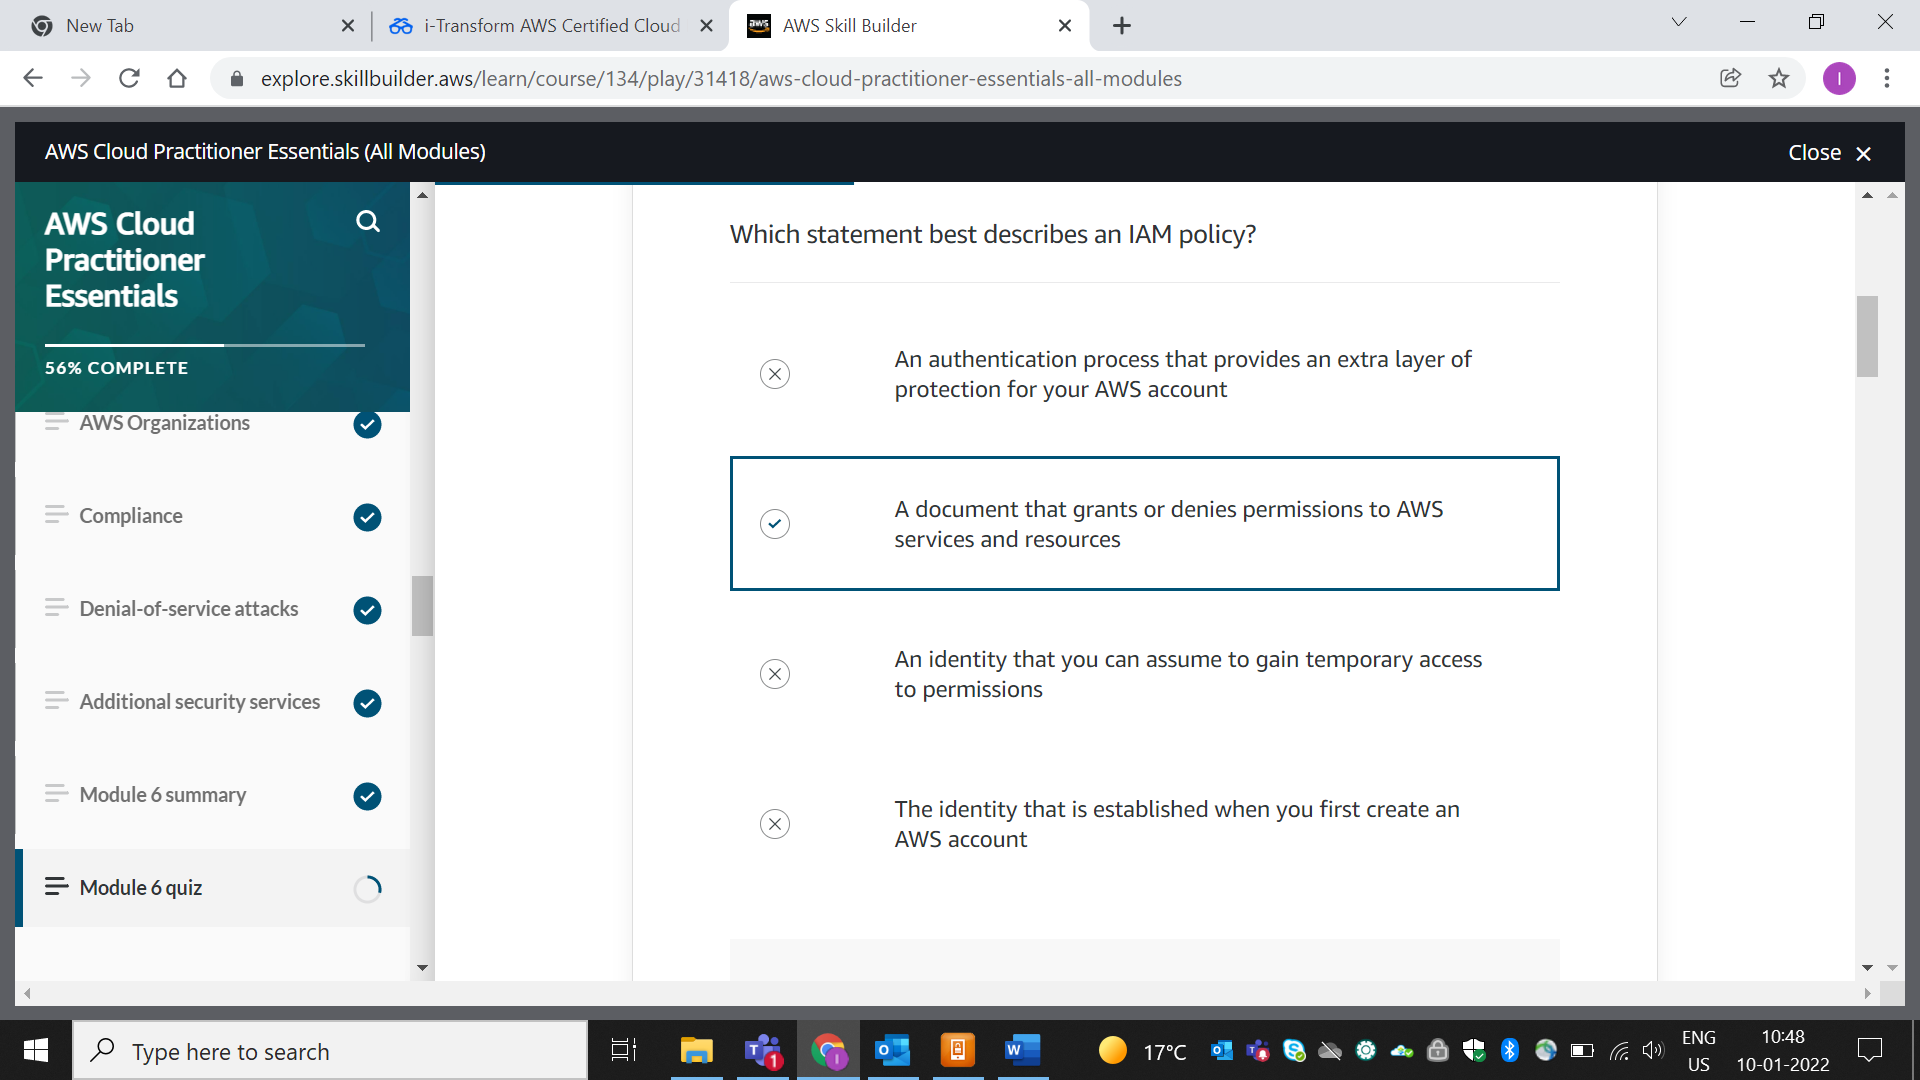 New Tab
i-Transform AWS Certified Cloud
aws
AWS Skill Builder
explore.skillbuilder.aws/learn/course/134/play/31418/aws-cloud-practitioner-essentials-all-modules
I
AWS Cloud Practitioner Essentials (All Modules)
Close
AWS Cloud
Practitioner
Essentials
56% COMPLETE
AWS Organizations
Compliance
Denial-of-service attacks
Additional security services
Module 6 summary
Module 6 quiz
Which statement best describes an IAM policy?
An authentication process that provides an extra layer of
protection for your AWS account
A document that grants or denies permissions to AWS
services and resources
An identity that you can assume to gain temporary access
to permissions
The identity that is established when you first create an
AWS account
Type here to search
17°C
ENG
US
10:48
10-01-2022